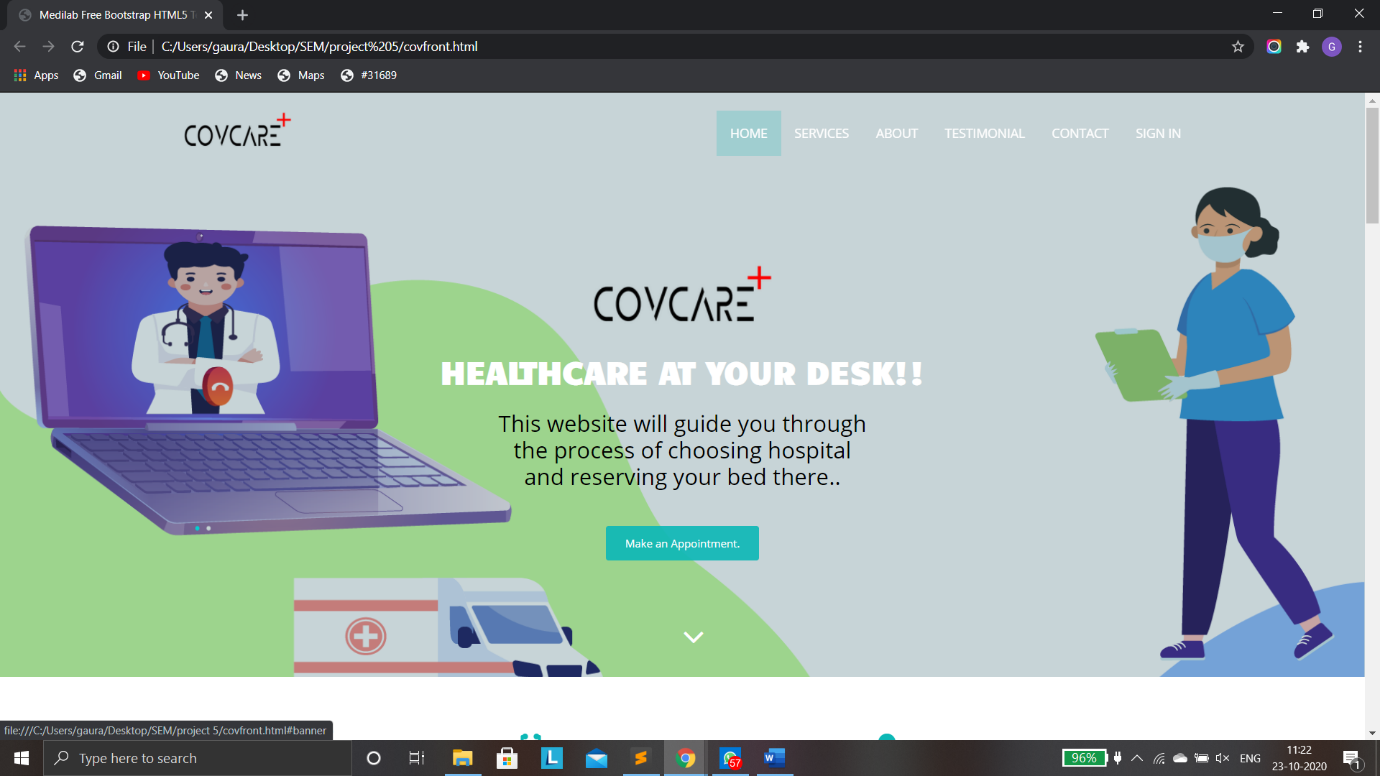 Medilab Free Bootstrap HTML5 T
File | C:/Users/gaura/Desktop/SEM/project%205/covfront.html
G
Apps Gmail YouTube News Maps #31689
COVCARE+
HOME SERVICES ABOUT TESTIMONIAL CONTACT SIGN IN
COVCARE+
HEALTHCARE AT YOUR DESK!!
This website will guide you through
the process of choosing hospital
and reserving your bed there..
Make an Appointment.
file:///C:/Users/gaura/Desktop/SEM/project 5/covfront.html#banner
Type here to search
L
57
W
96%
ENG
11:22
23-10-2020
1